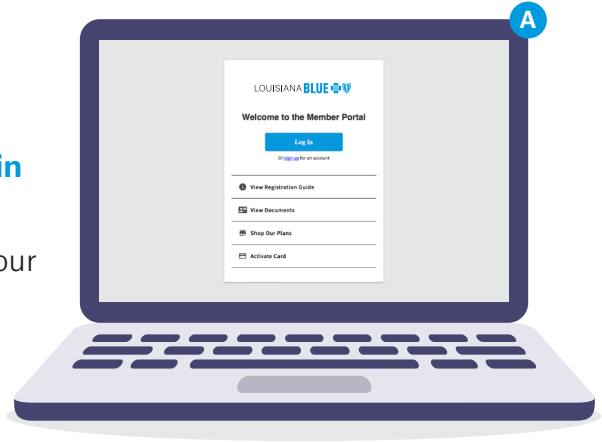 A
LOUISIANA BLUE
Welcome to the Member Portal
Log In
Or sign up for an account
in
View Registration Guide
View Documents
our
Shop Our Plans
Activate Card